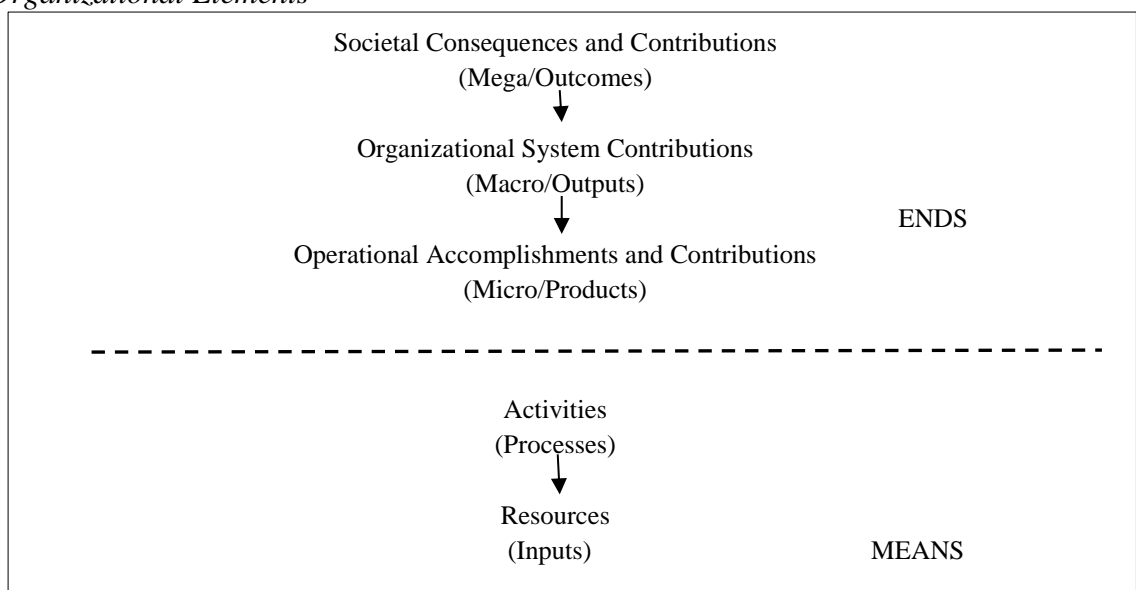 Organizational Elements
Societal Consequences and Contributions
(Mega/Outcomes)
Organizational System Contributions
(Macro/Outputs)
ENDS
Operational Accomplishments and Contributions
(Micro/Products)
Activities
(Processes)
Resources
(Inputs)
MEANS